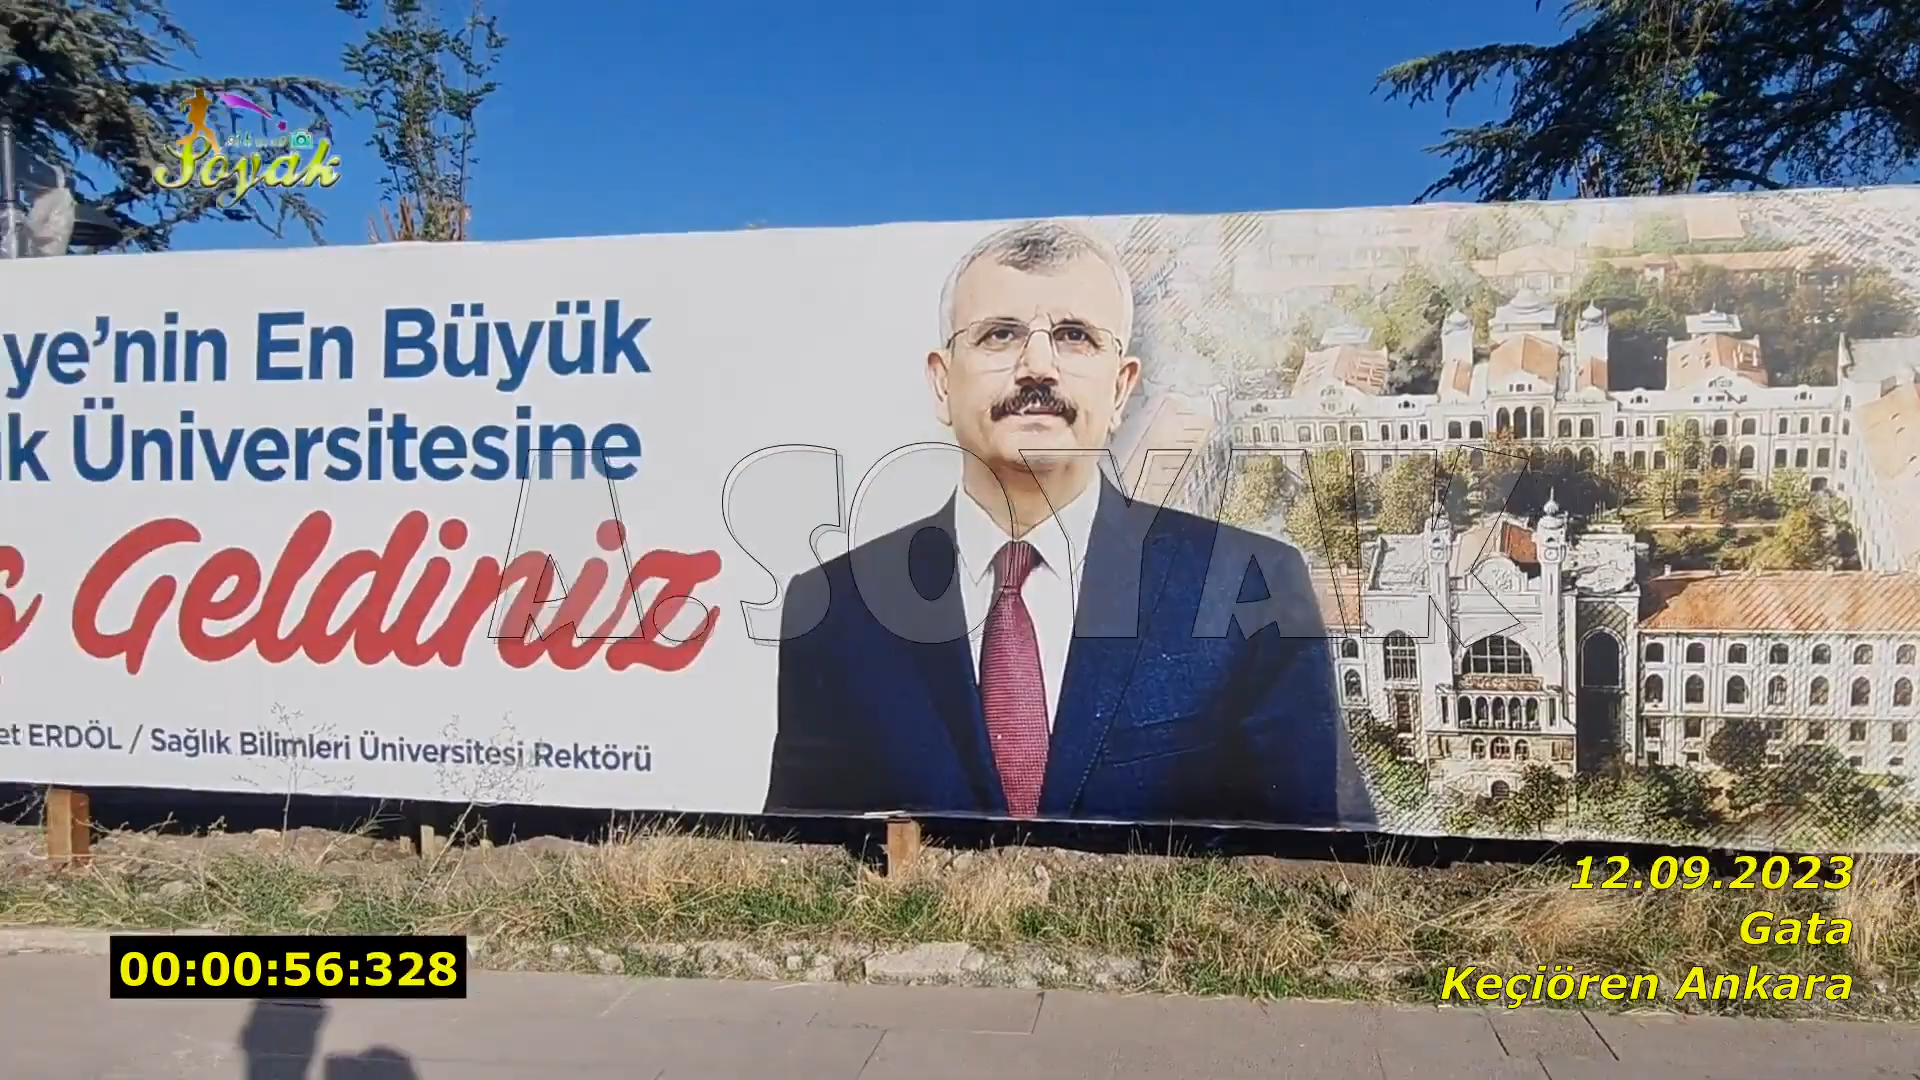 Soyak
ye'nin En Büyük
k Üniversitesine
ş Geldiniz
et ERDÖL / Sağlık Bilimleri Üniversitesi Rektörü
A.SOYAK
12.09.2023
Gata
Keçiören Ankara
00:00:56:328